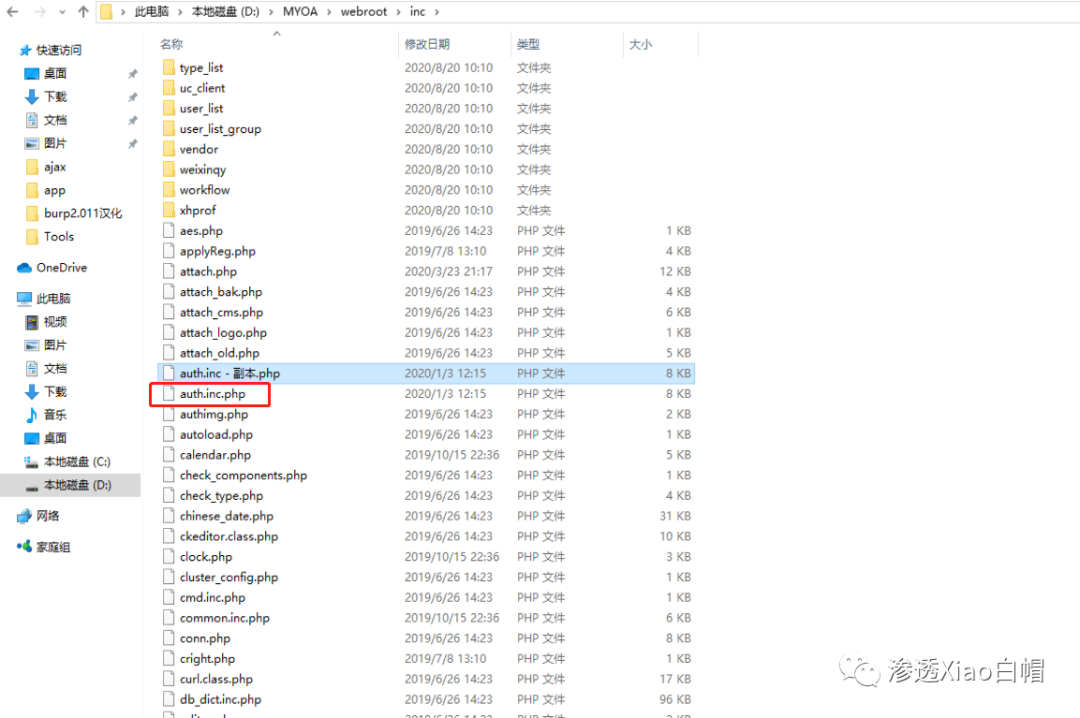 此电脑 › 本地磁盘 (D:) › MYOA › webroot › inc ›
快速访问
桌面
下载
文档
图片
ajax
app
burp2.011汉化
Tools
OneDrive
此电脑
视频
图片
文档
下载
音乐
桌面
本地磁盘 (C:)
本地磁盘 (D:)
网络
家庭组
名称 修改日期 类型 大小
type_list 2020/8/20 10:10 文件夹
uc_client 2020/8/20 10:10 文件夹
user_list 2020/8/20 10:10 文件夹
user_list_group 2020/8/20 10:10 文件夹
vendor 2020/8/20 10:10 文件夹
weixinqy 2020/8/20 10:10 文件夹
workflow 2020/8/20 10:10 文件夹
xhprof 2020/8/20 10:10 文件夹
aes.php 2019/6/26 14:23 PHP 文件 1 KB
applyReg.php 2019/7/8 13:10 PHP 文件 4 KB
attach.php 2020/3/23 21:17 PHP 文件 12 KB
attach_bak.php 2019/6/26 14:23 PHP 文件 4 KB
attach_cms.php 2019/6/26 14:23 PHP 文件 6 KB
attach_logo.php 2019/6/26 14:23 PHP 文件 1 KB
attach_old.php 2019/6/26 14:23 PHP 文件 5 KB
auth.inc - 副本.php 2020/1/3 12:15 PHP 文件 8 KB
auth.inc.php 2020/1/3 12:15 PHP 文件 8 KB
authimg.php 2019/6/26 14:23 PHP 文件 2 KB
autoload.php 2019/6/26 14:23 PHP 文件 1 KB
calendar.php 2019/10/15 22:36 PHP 文件 5 KB
check_components.php 2019/6/26 14:23 PHP 文件 1 KB
check_type.php 2019/6/26 14:23 PHP 文件 4 KB
chinese_date.php 2019/6/26 14:23 PHP 文件 31 KB
ckeditor.class.php 2019/6/26 14:23 PHP 文件 10 KB
clock.php 2019/10/15 22:36 PHP 文件 3 KB
cluster_config.php 2019/6/26 14:23 PHP 文件 1 KB
cmd.inc.php 2019/6/26 14:23 PHP 文件 1 KB
common.inc.php 2019/10/15 22:36 PHP 文件 6 KB
conn.php 2019/6/26 14:23 PHP 文件 8 KB
cright.php 2019/7/8 13:10 PHP 文件 1 KB
curl.class.php 2019/6/26 14:23 PHP 文件 17 KB
db_dict.inc.php 2019/6/26 14:23 PHP 文件 96 KB
渗透Xiao白帽